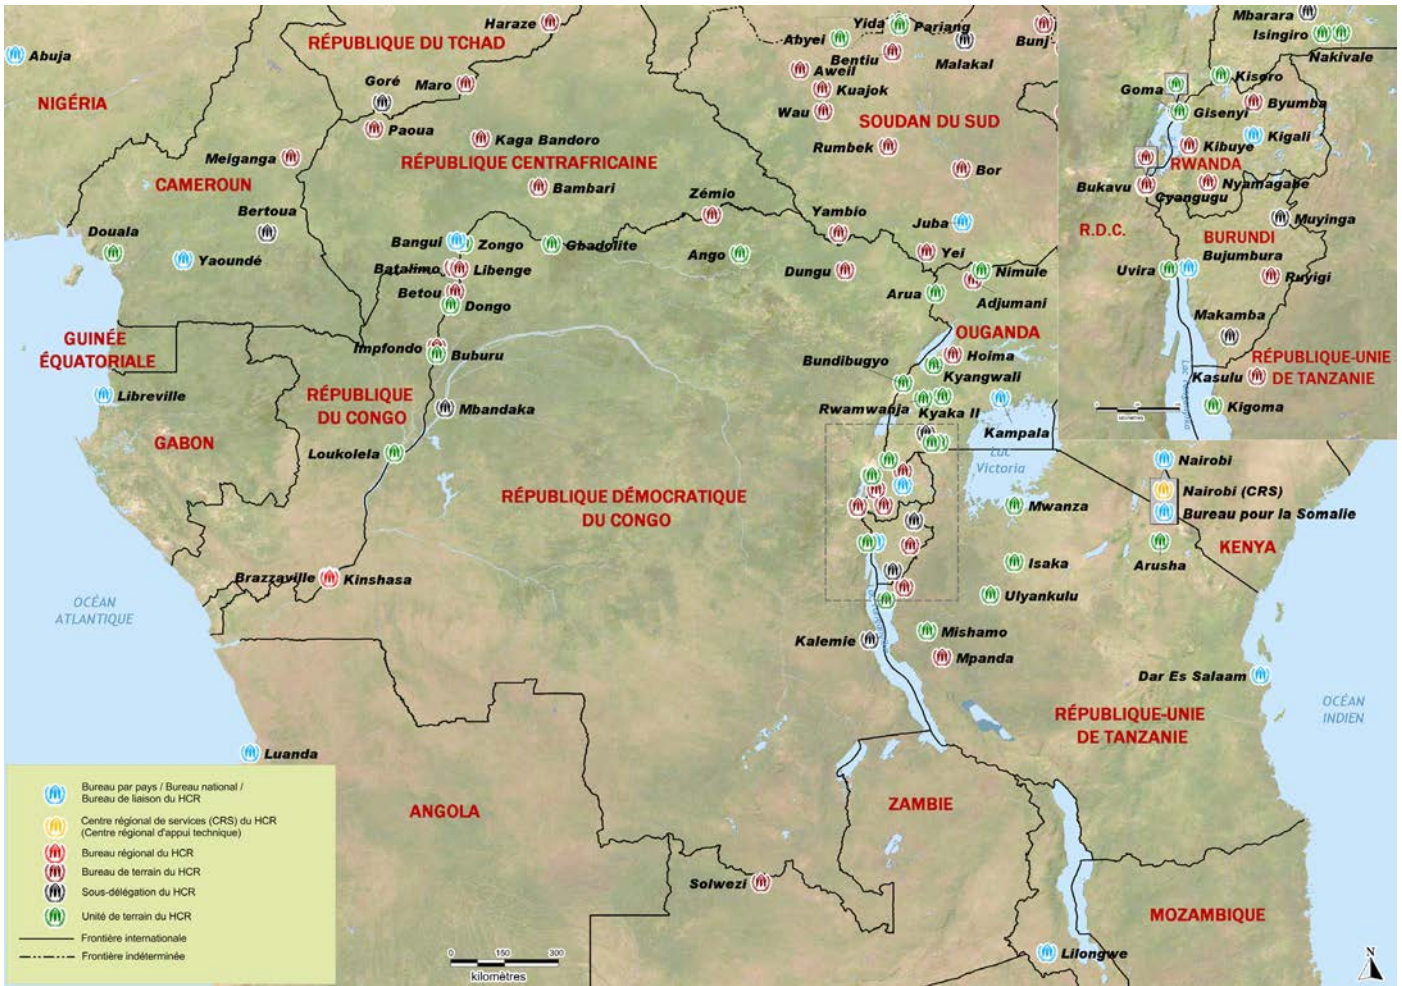 Haraze
RÉPUBLIQUE DU TCHAD
Abuja
NIGÉRIA
Goré
Maro
Paoua
Kaga Bandoro
RÉPUBLIQUE CENTRAFRICAINE
Meiganga
CAMEROUN
Bambari
Bertoua
Douala
Yaoundé
Zémio
Bangui
Zongo
Gbadolite
Batalimo
Libenge
Betou
Dongo
Ango
Yida
Pariang
Abyei
Bentiu
Malakal
Bunj
Aweil
Kuajok
Wau
SOUDAN DU SUD
Rumbek
Bor
Yambio
Juba
Yei
Dungu
Nimule
Arua
Adjumani
OUGANDA
Hoima
Bundibugyo
Kyangwali
Rwamwanja
Kyaka II
Kampala
Lac
Victoria
GUINÉE
ÉQUATORIALE
Impfondo
Buburu
Libreville
RÉPUBLIQUE
DU CONGO
Mbandaka
GABON
Loukolela
RÉPUBLIQUE DÉMOCRATIQUE
DU CONGO
Brazzaville
Kinshasa
OCÉAN
ATLANTIQUE
Mbarara
Isingiro
Nakivale
Kisoro
Goma
Byumba
Gisenyi
Kigali
Kibuye
RWANDA
Bukavu
Nyamagabe
Cyangugu
Muyinga
R.D.C.
BURUNDI
Bujumbura
Uvira
Ruyigi
Makamba
RÉPUBLIQUE-UNIE
DE TANZANIE
Kasulu
Kigoma
Nairobi
Nairobi (CRS)
Bureau pour la Somalie
KENYA
Mwanza
Arusha
Isaka
Ulyankulu
Mishamo
Kalemie
Mpanda
Dar Es Salaam
OCÉAN
INDIEN
RÉPUBLIQUE-UNIE
DE TANZANIE
Luanda
ANGOLA
ZAMBIE
Solwezi
MOZAMBIQUE
Lilongwe
Bureau par pays / Bureau national /
Bureau de liaison du HCR
Centre régional de services (CRS) du HCR
(Centre régional d'appui technique)
Bureau régional du HCR
Bureau de terrain du HCR
Sous-délégation du HCR
Unité de terrain du HCR
Frontière internationale
Frontière indéterminée
0 150 300
kilomètres
N